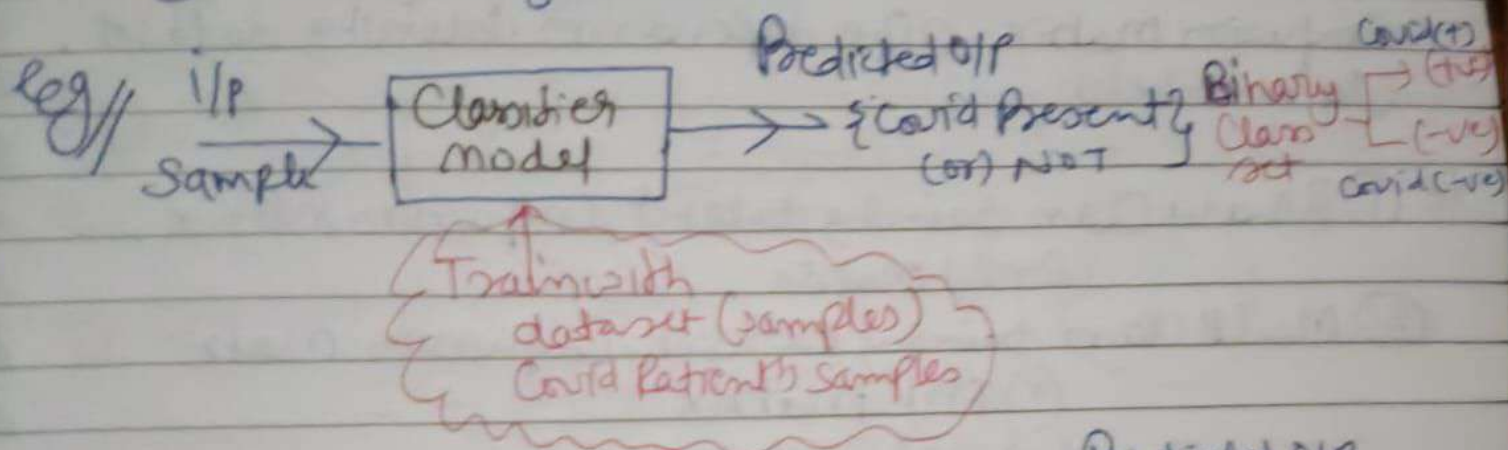 eg//
i/p
Sample
Classifier
model
Predicted O/P
{Covid Present}
(or) NOT
Binary
Class
set
Covid(+)
(+ve)
(-ve)
Covid(-ve)
Train with
dataset (samples)
Covid Patient's samples